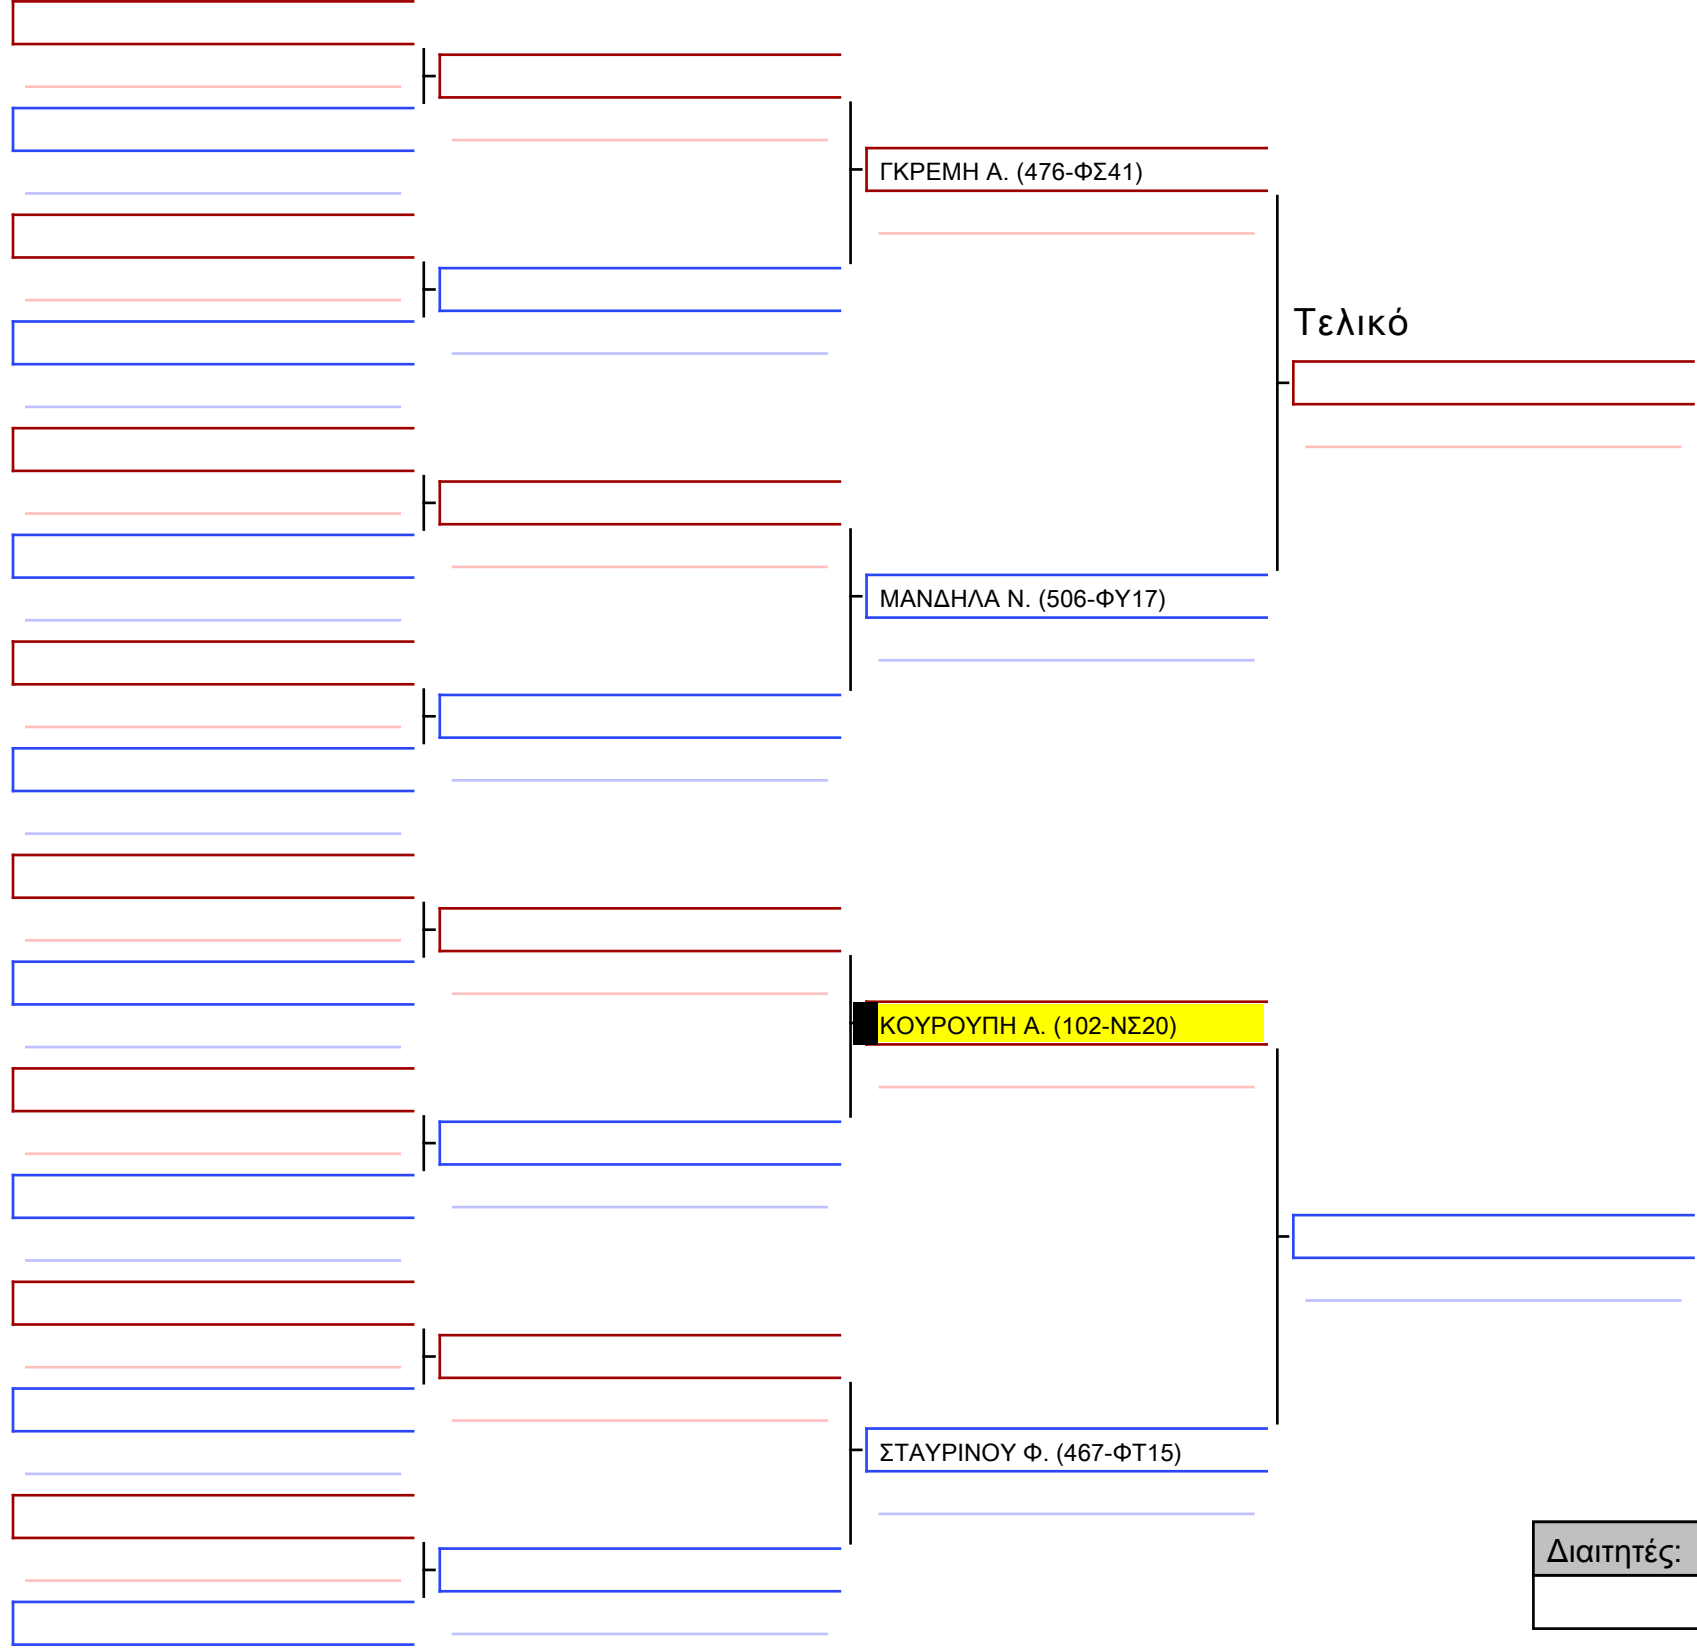 ΓΚΡΕΜΗ Α. (476-ΦΣ41)
Τελικό
ΜΑΝΔΗΛΑ Ν. (506-ΦΥ17)
ΚΟΥΡΟΥΠΗ Α. (102-ΝΣ20)
ΣΤΑΥΡΙΝΟΥ Φ. (467-ΦΤ15)
Διαιτητές: